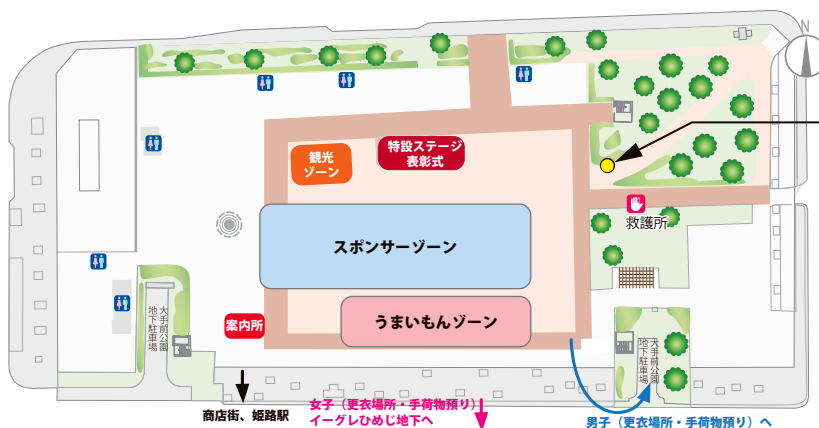 N
観光
ゾーン
特設ステージ
表彰式
救護所
スポンサーゾーン
うまいもんゾーン
案内所
大手前公園
地下駐車場
大手前公園
地下駐車場
商店街、姫路駅
女子（更衣場所・手荷物預り）
イーグレひめじ地下へ
男子（更衣場所・手荷物預り）へ